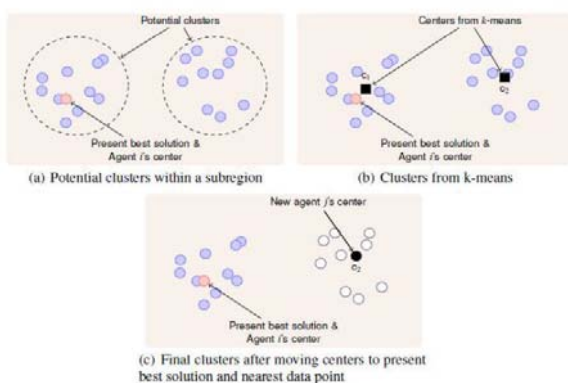 Potential clusters
Present best solution &
Agent i's center
(a) Potential clusters within a subregion
Centers from k-means
c₁
c₂
Present best solution &
Agent i's center
(b) Clusters from k-means
New agent j's center
c₂
Present best solution &
Agent i's center
(c) Final clusters after moving centers to present
best solution and nearest data point